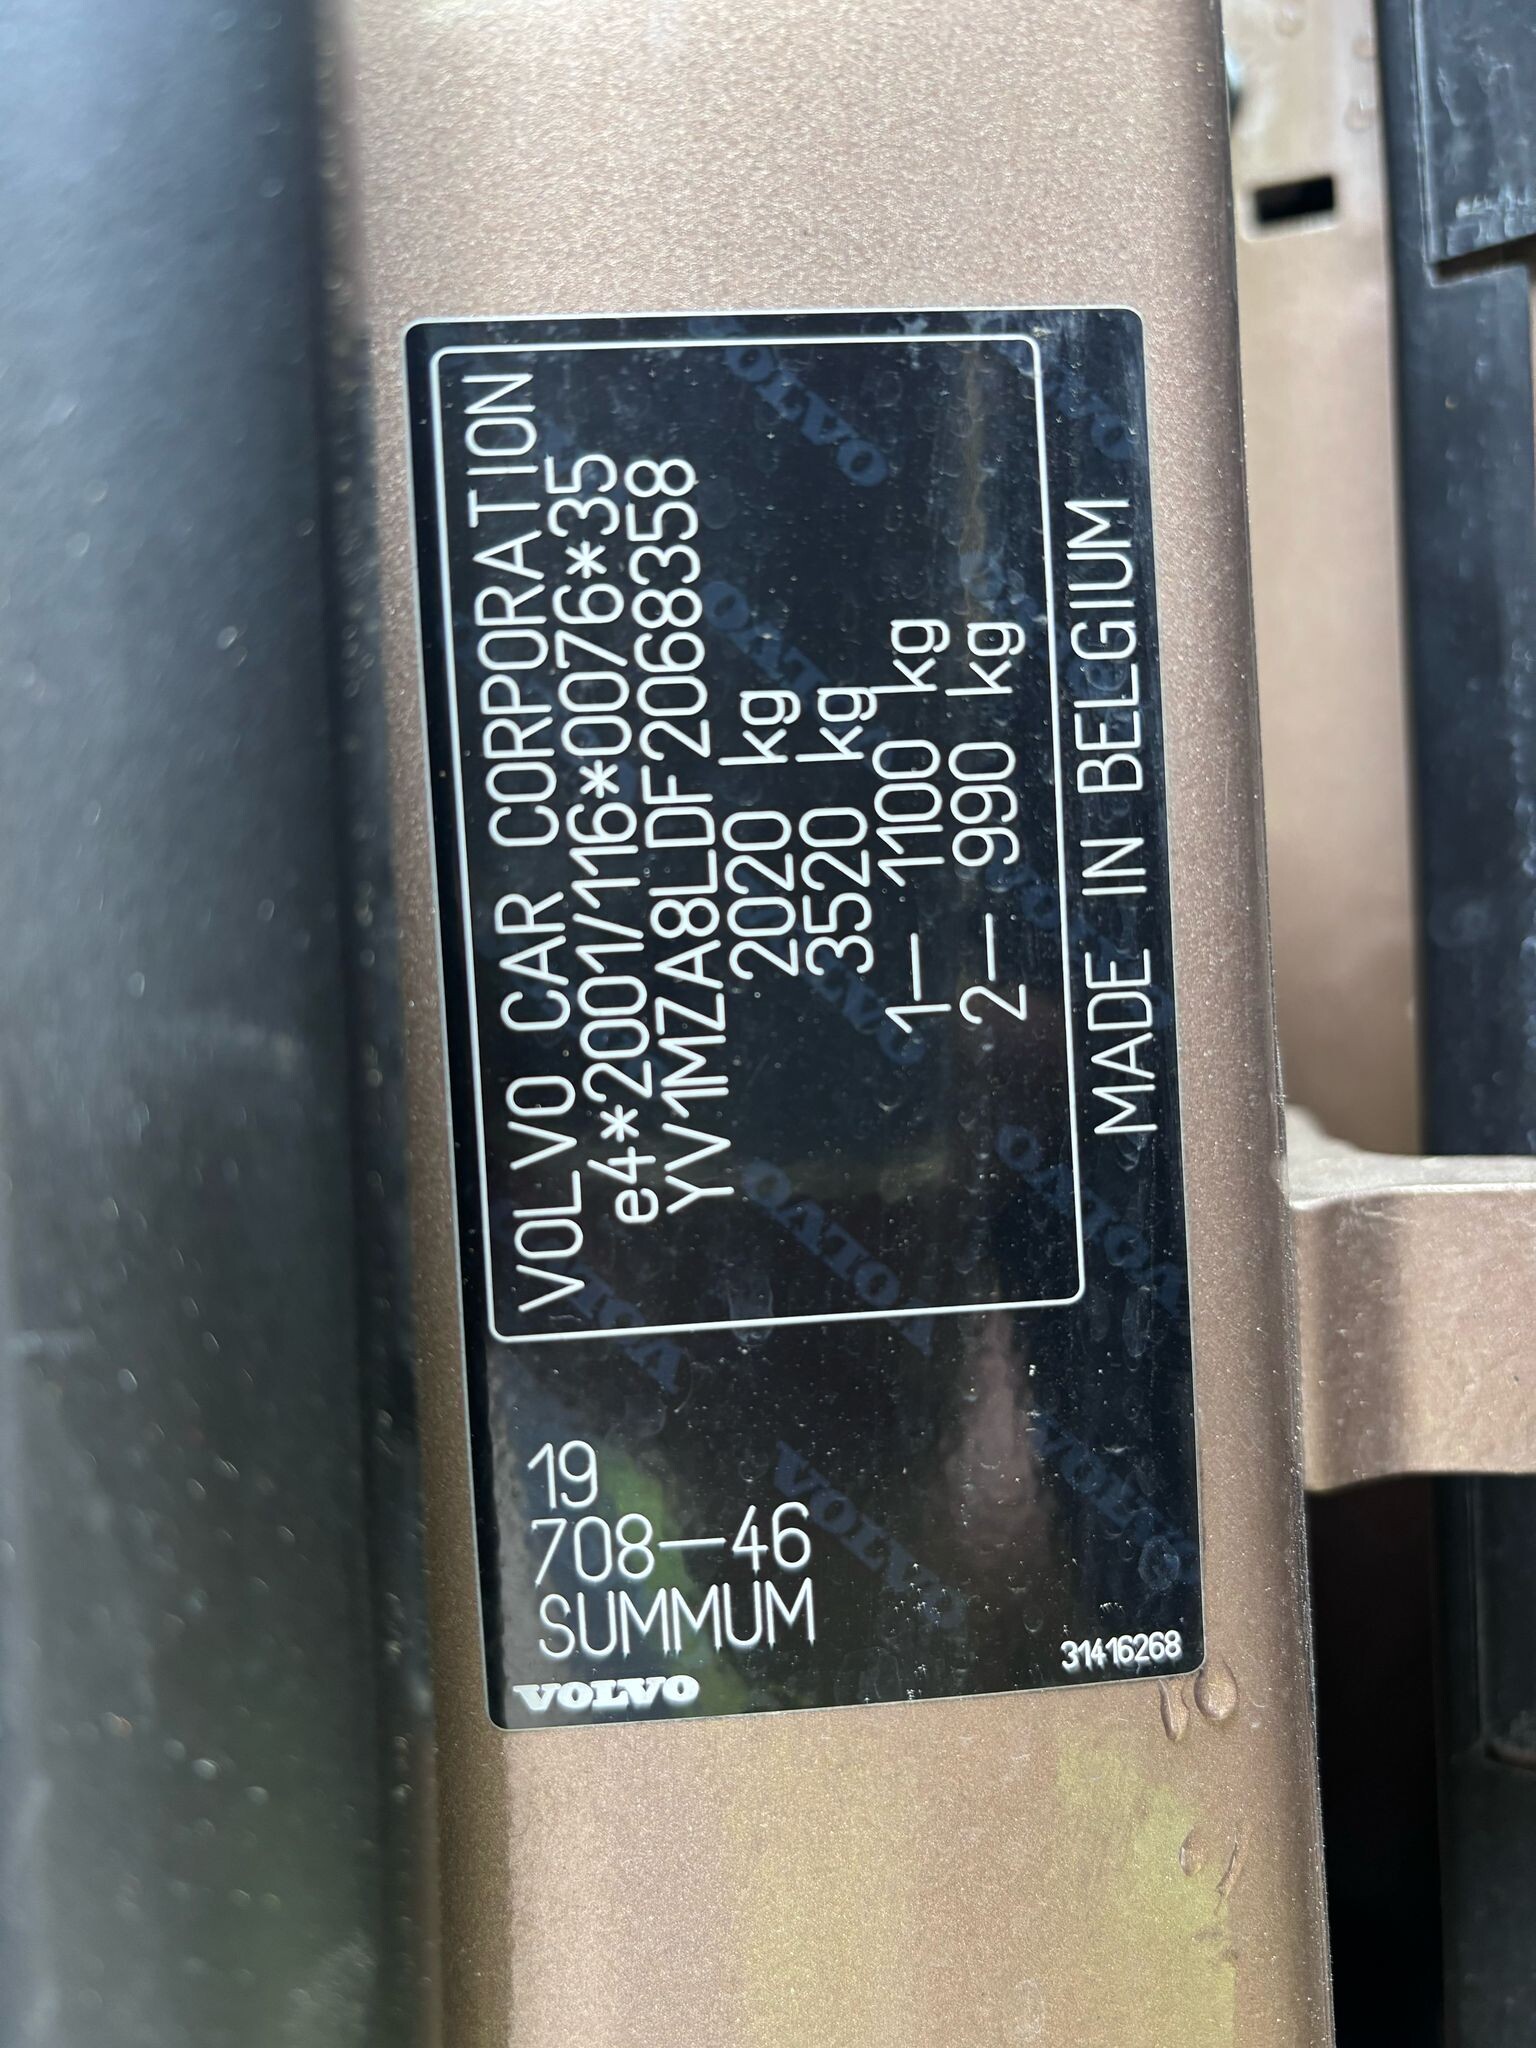 VOLVO CAR CORPORATION
e4*2001/116*0076*35
YV1MZA8LDF2068358
2020 kg
3520 kg
1- 1100 kg
2- 990 kg
MADE IN BELGIUM
19
708-46
SUMMUM
VOLVO
31416268